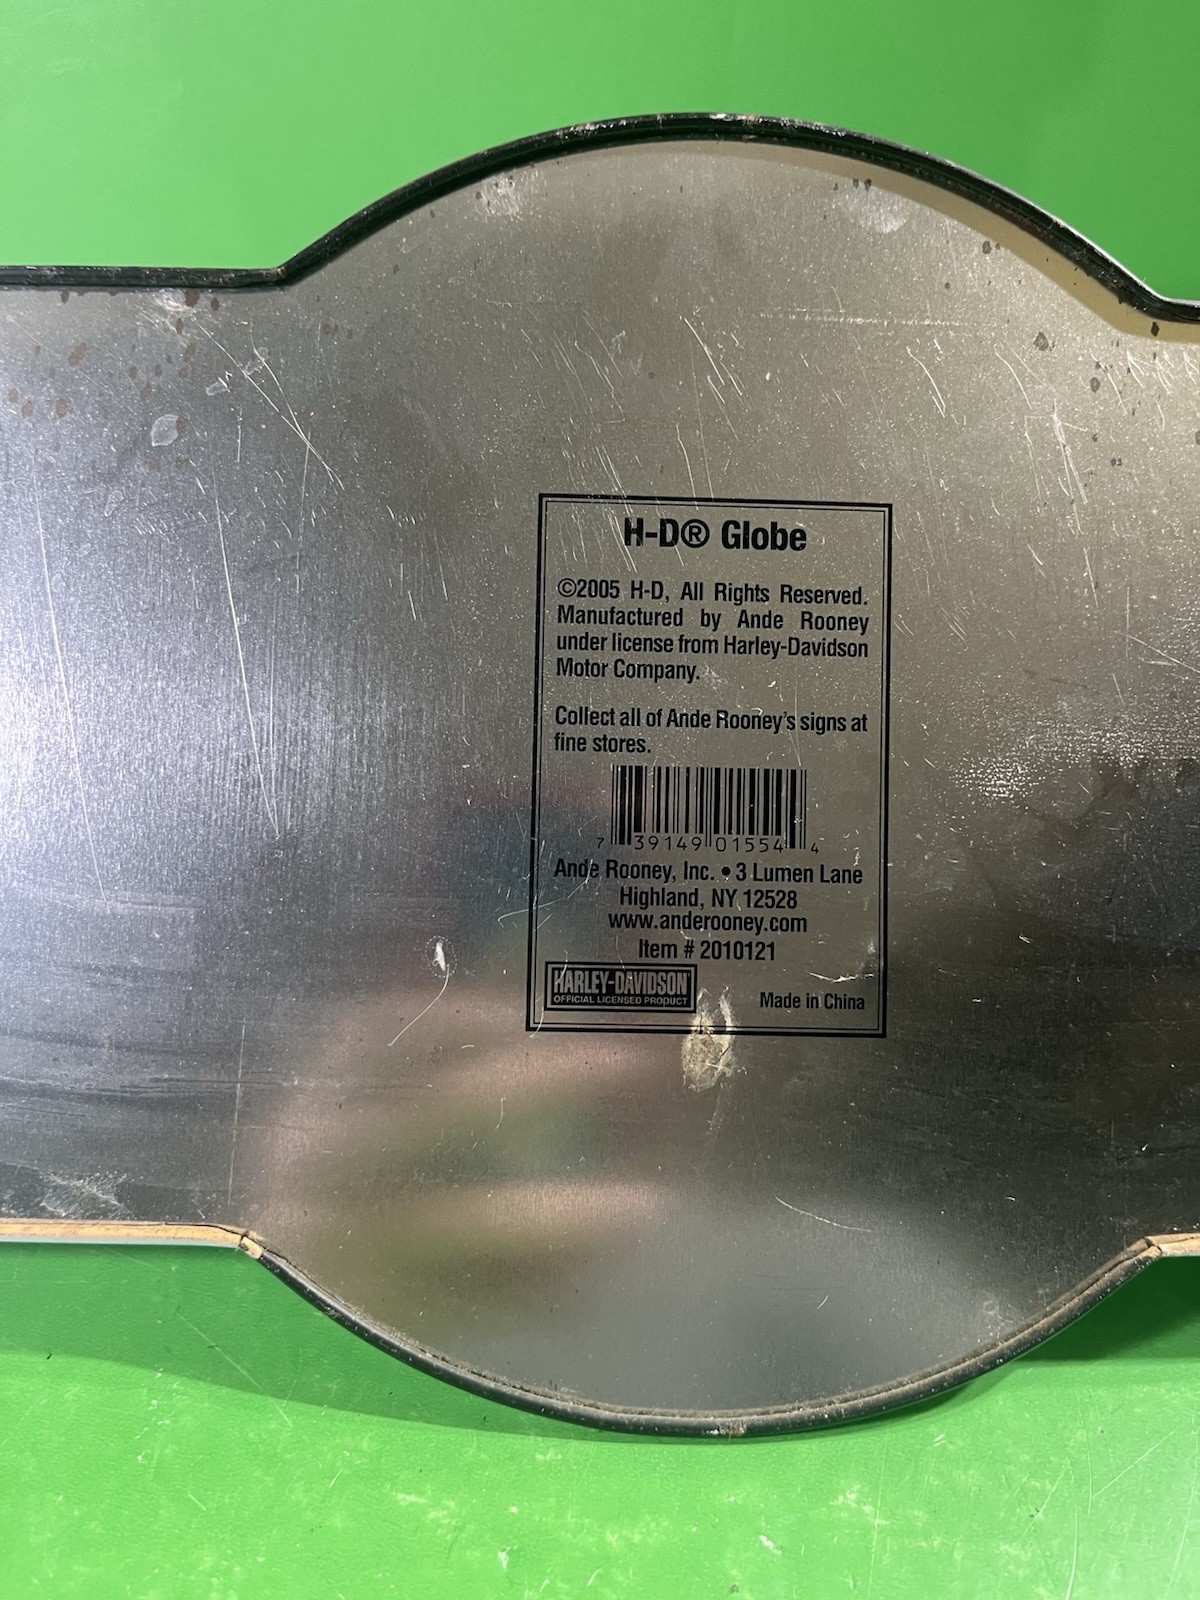 H-D® Globe
©2005 H-D, All Rights Reserved.
Manufactured by Ande Rooney
under license from Harley-Davidson
Motor Company.
Collect all of Ande Rooney's signs at
fine stores.
7 39149 01554 4
Ande Rooney, Inc. • 3 Lumen Lane
Highland, NY 12528
www.anderooney.com
Item # 2010121
HARLEY-DAVIDSON
OFFICIAL LICENSED PRODUCT
Made in China